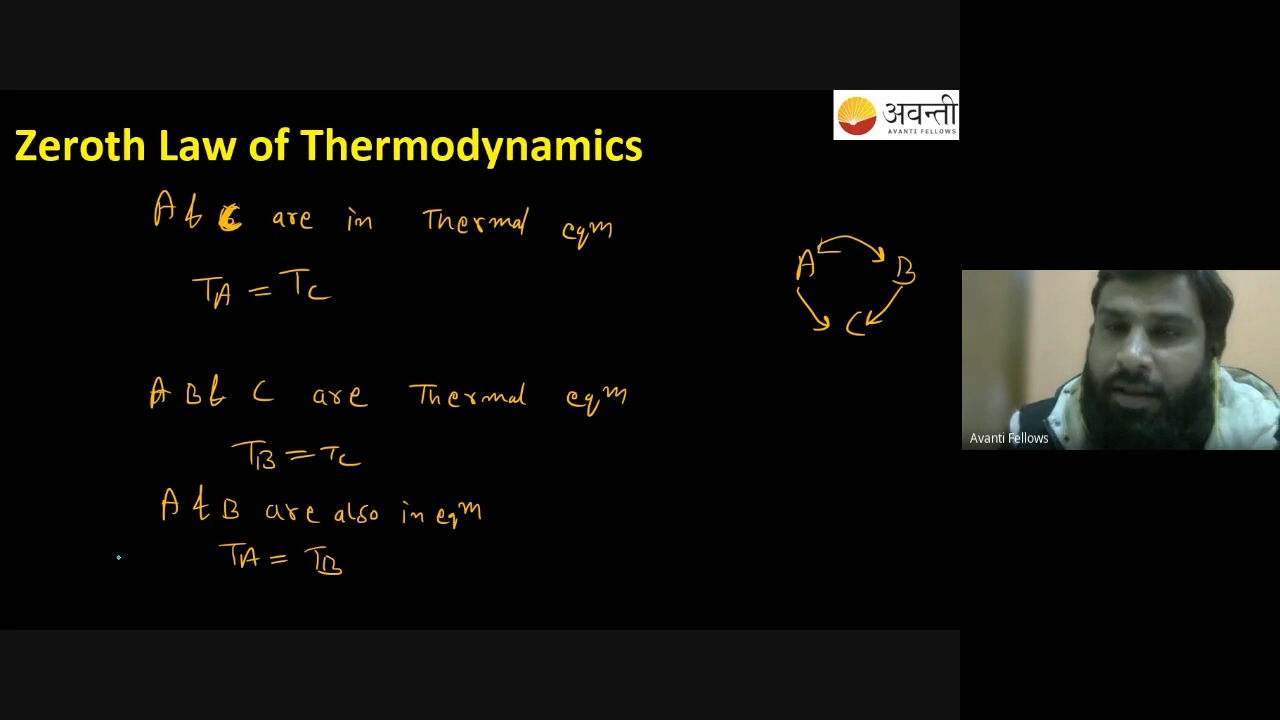 अवन्ती
AVANTI FELLOWS
Zeroth Law of Thermodynamics
A & C are in Thermal eqm
TA = TC
A B & C are Thermal eqm
TB = TC
A & B are also in eqm
TA = TB
A B
C
Avanti Fellows